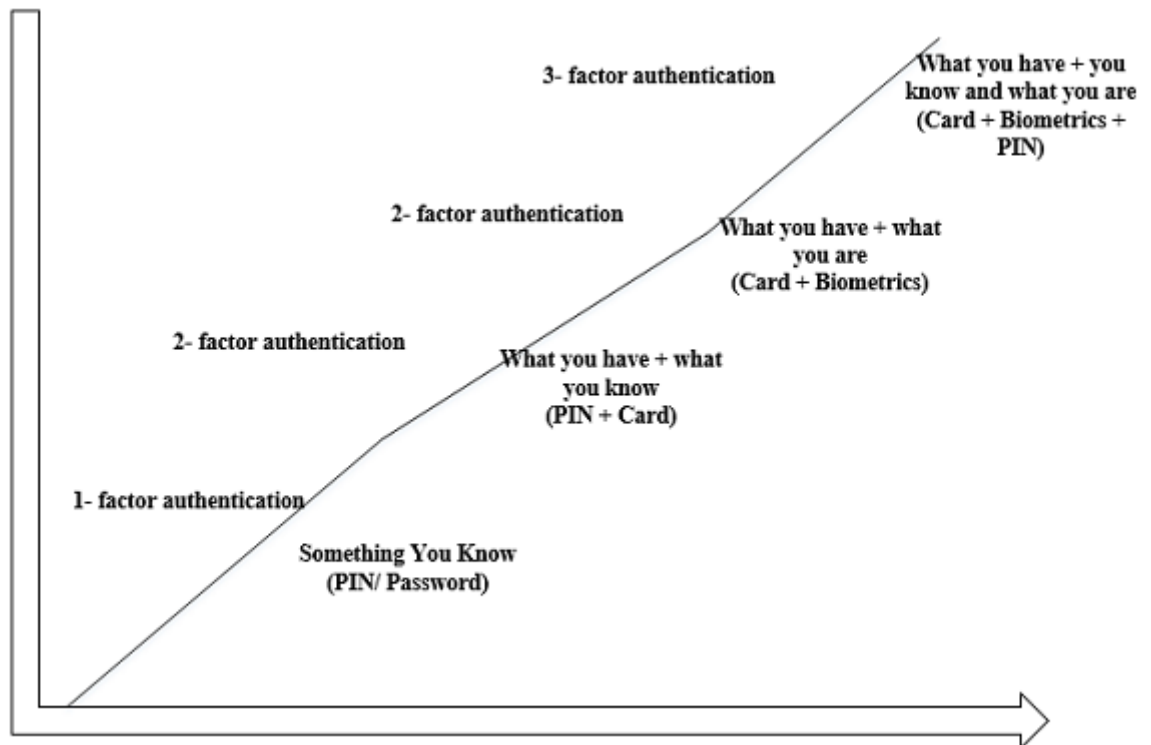 3- factor authentication
What you have + you
know and what you are
(Card + Biometrics +
PIN)
2- factor authentication
What you have + what
you are
(Card + Biometrics)
2- factor authentication
What you have + what
you know
(PIN + Card)
1- factor authentication
Something You Know
(PIN/ Password)